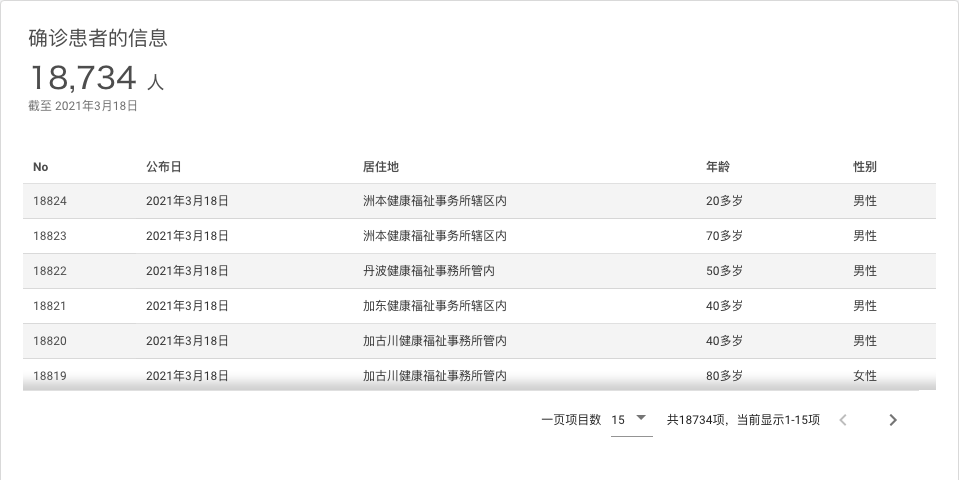 确诊患者的信息
18,734 人
截至 2021年3月18日
No 公布日 居住地 年龄 性别
18824 2021年3月18日 洲本健康福祉事务所辖区内 20多岁 男性
18823 2021年3月18日 洲本健康福祉事务所辖区内 70多岁 男性
18822 2021年3月18日 丹波健康福祉事務所管内 50多岁 男性
18821 2021年3月18日 加东健康福祉事务所辖区内 40多岁 男性
18820 2021年3月18日 加古川健康福祉事務所管内 40多岁 男性
18819 2021年3月18日 加古川健康福祉事務所管内 80多岁 女性
一页项目数 15 共18734项，当前显示1-15项